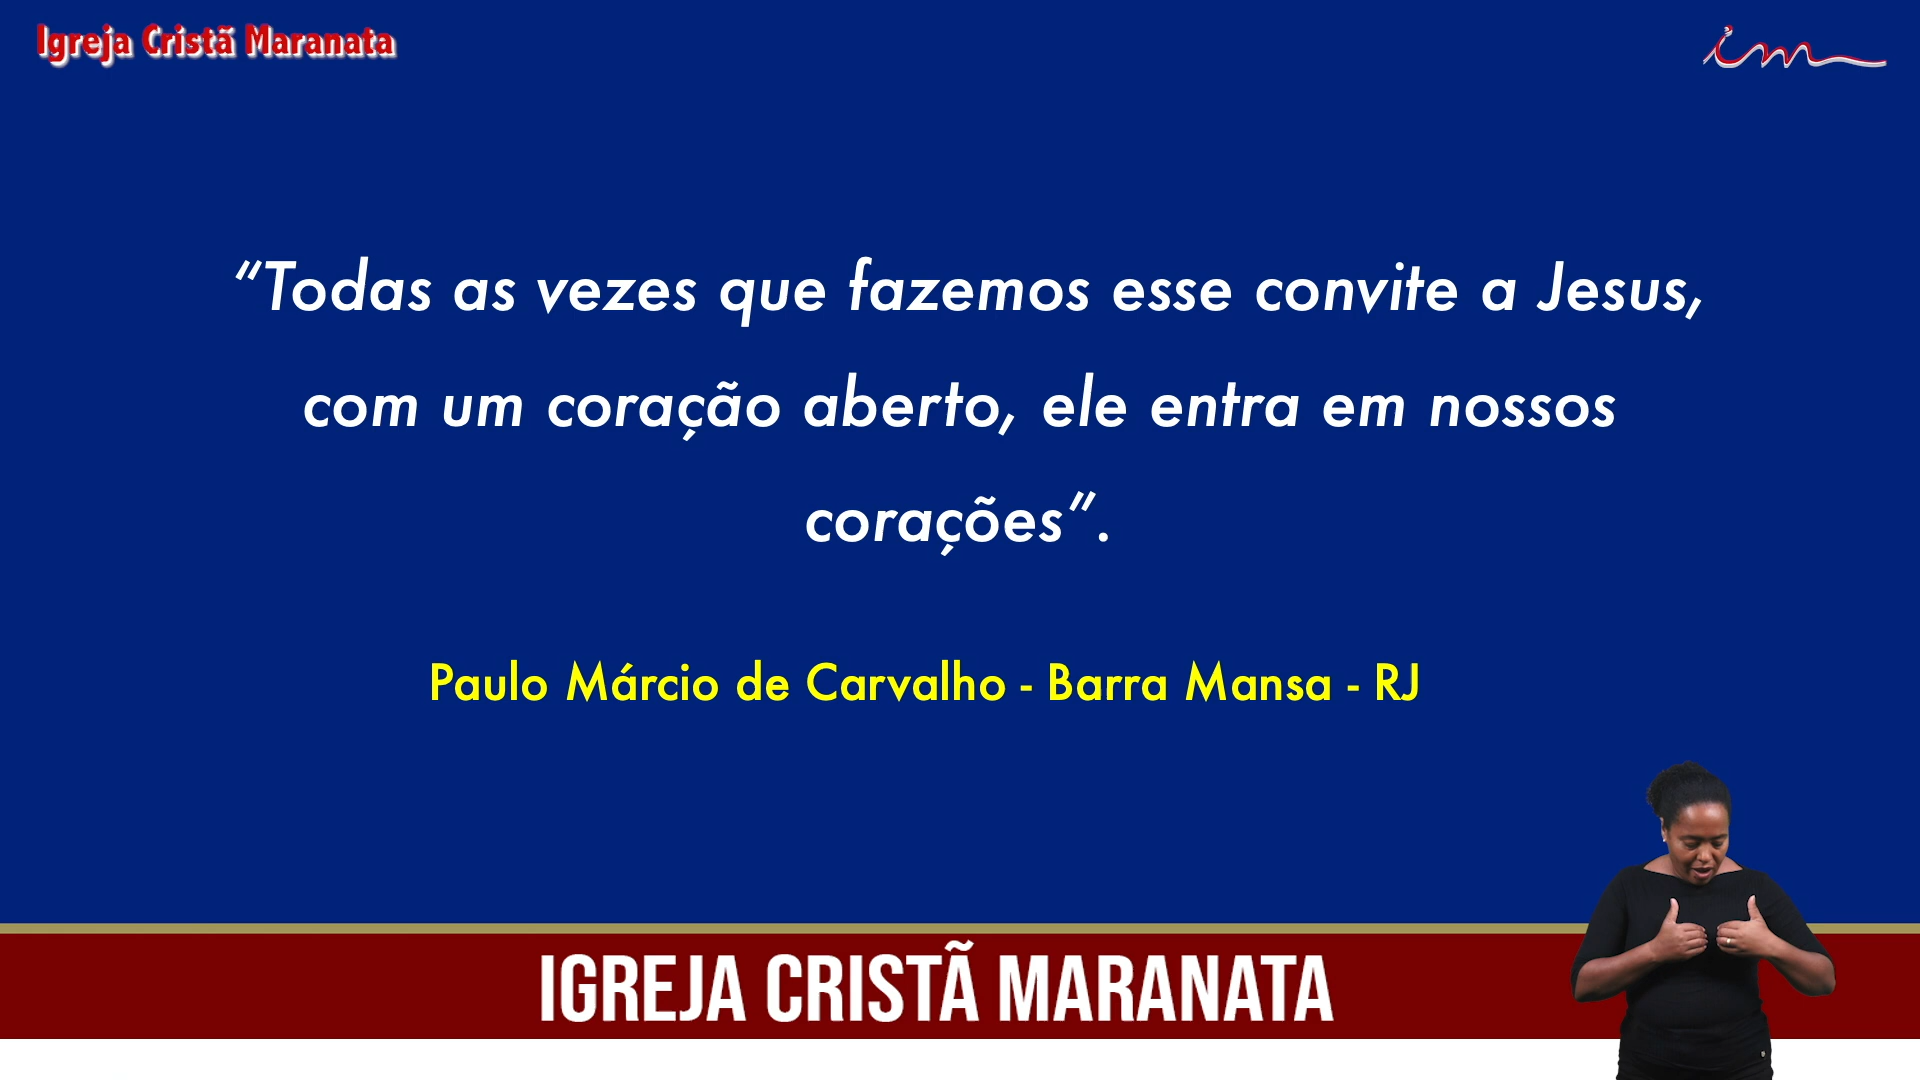 Igreja Cristã Maranata
im
“Todas as vezes que fazemos esse convite a Jesus,
com um coração aberto, ele entra em nossos
corações”.
Paulo Márcio de Carvalho - Barra Mansa - RJ
IGREJA CRISTÃ MARANATA